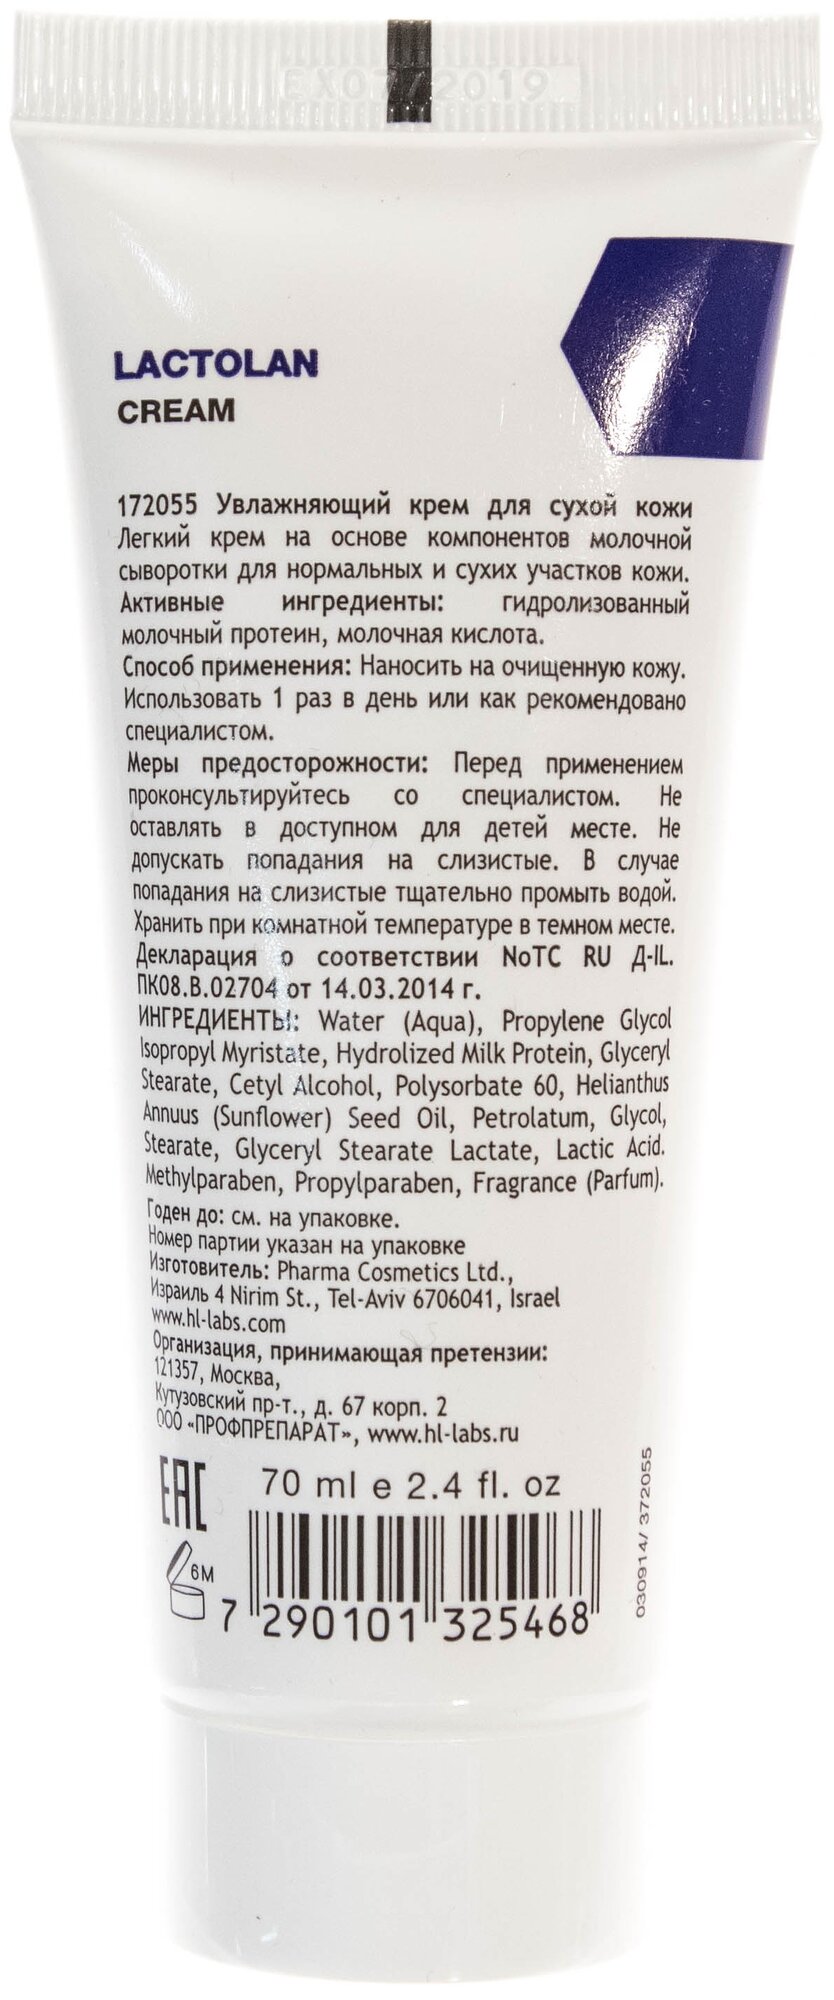 EX07/2019
LACTOLAN
CREAM
172055 Увлажняющий крем для сухой кожи
Легкий крем на основе компонентов молочной
сыворотки для нормальных и сухих участков кожи.
Активные ингредиенты: гидролизованный
молочный протеин, молочная кислота.
Способ применения: Наносить на очищенную кожу.
Использовать 1 раз в день или как рекомендовано
специалистом.
Меры предосторожности: Перед применением
проконсультируйтесь со специалистом. Не
оставлять в доступном для детей месте. Не
допускать попадания на слизистые. В случае
попадания на слизистые тщательно промыть водой.
Хранить при комнатной температуре в темном месте.
Декларация о соответствии NoТС RU Д-IL.
ПК08.В.02704 от 14.03.2014 г.
ИНГРЕДИЕНТЫ: Water (Aqua), Propylene Glycol
Isopropyl Myristate, Hydrolized Milk Protein, Glyceryl
Stearate, Cetyl Alcohol, Polysorbate 60, Helianthus
Annuus (Sunflower) Seed Oil, Petrolatum, Glycol,
Stearate, Glyceryl Stearate Lactate, Lactic Acid.
Methylparaben, Propylparaben, Fragrance (Parfum).
Годен до: см. на упаковке.
Номер партии указан на упаковке
Изготовитель: Pharma Cosmetics Ltd.,
Израиль 4 Nirim St., Tel-Aviv 6706041, Israel
www.hl-labs.com
Организация, принимающая претензии:
121357, Москва,
Кутузовский пр-т., д. 67 корп. 2
ООО «ПРОФПРЕПАРАТ», www.hl-labs.ru
EAC 70 ml e 2.4 fl. oz
6M
7 290101 325468
030914/ 372055